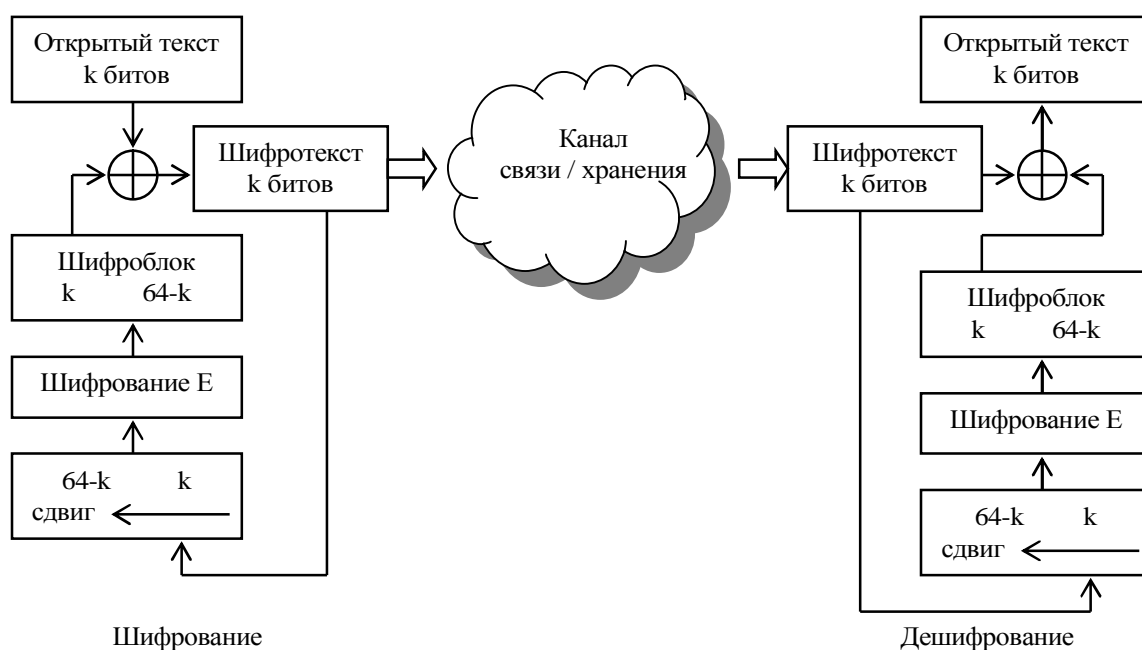 Открытый текст
k битов
Шифротекст
k битов
Шифроблок
k 64-k
Шифрование E
64-k k
сдвиг
Шифрование
Канал
связи / хранения
Открытый текст
k битов
Шифротекст
k битов
Шифроблок
k 64-k
Шифрование E
64-k k
сдвиг
Дешифрование